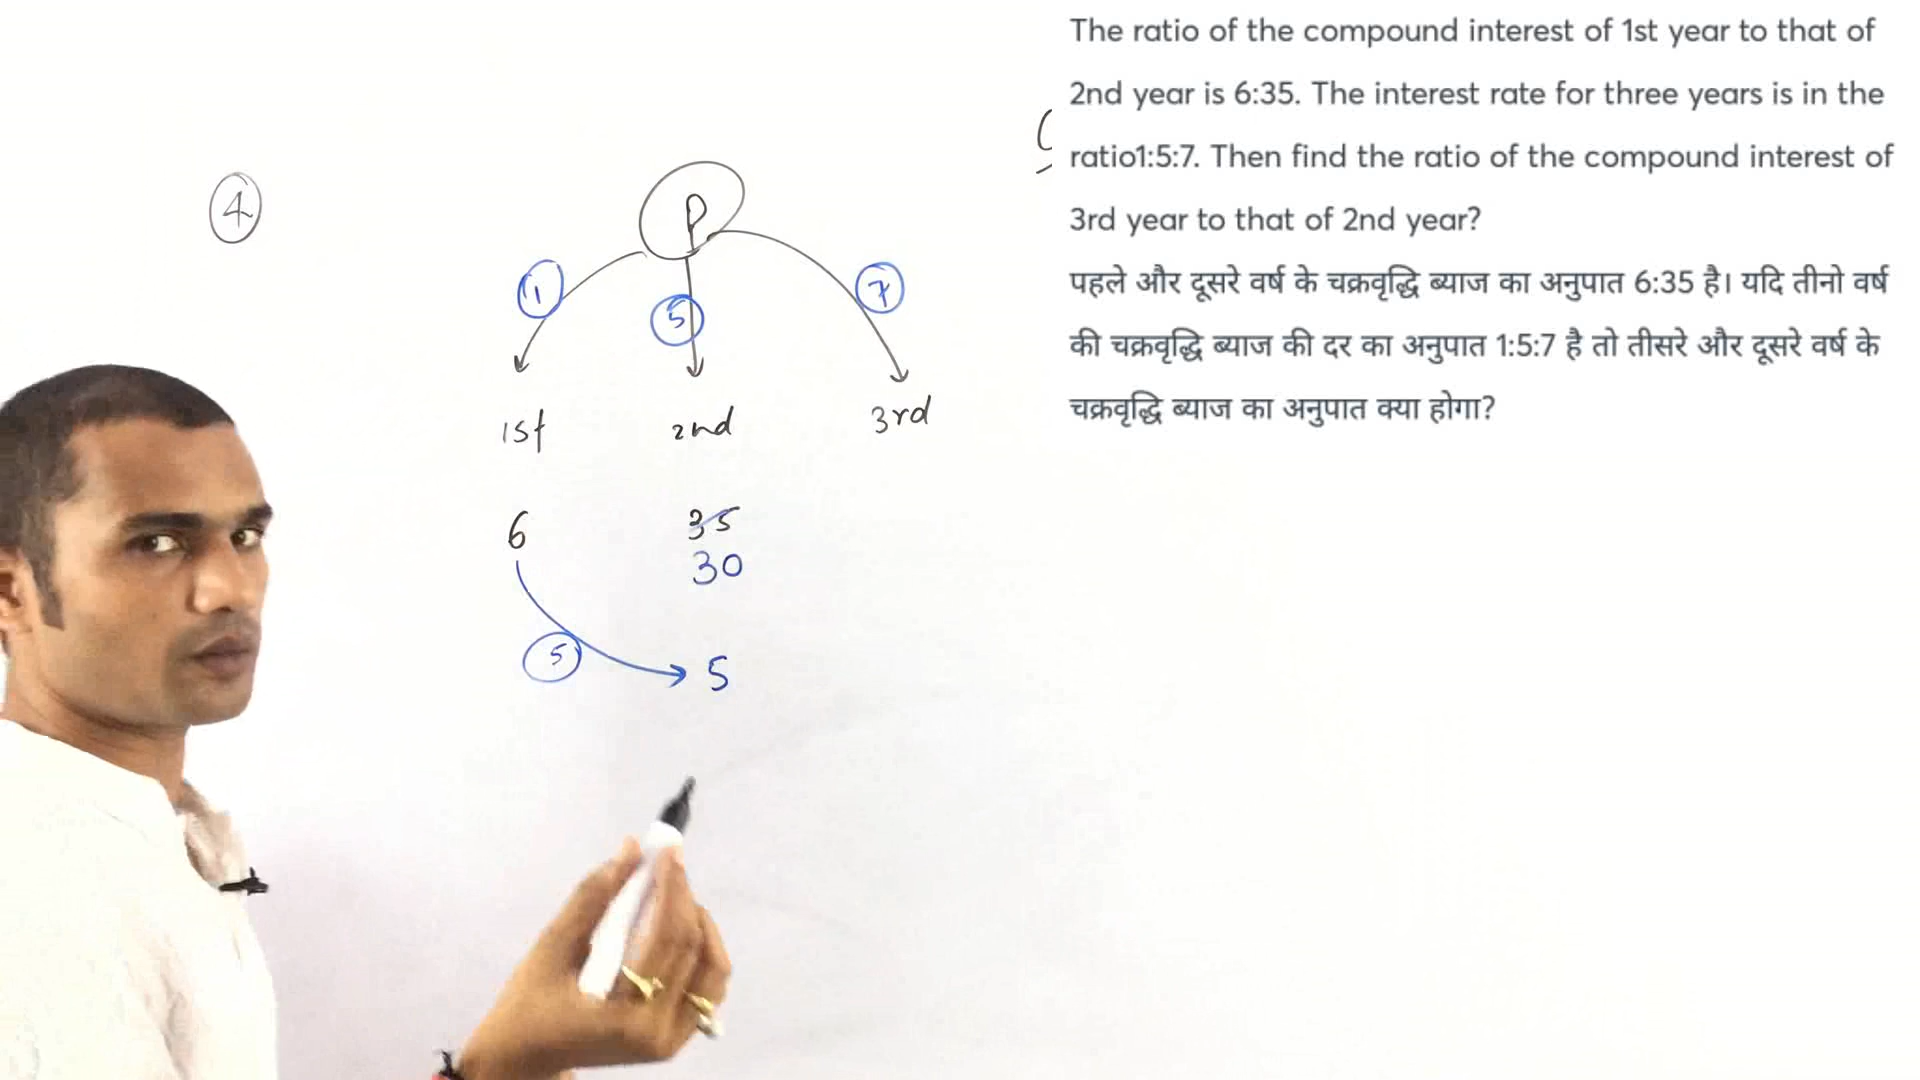 The ratio of the compound interest of 1st year to that of
2nd year is 6:35. The interest rate for three years is in the
ratio1:5:7. Then find the ratio of the compound interest of
3rd year to that of 2nd year?
पहले और दूसरे वर्ष के चक्रवृद्धि ब्याज का अनुपात 6:35 है। यदि तीनो वर्ष
की चक्रवृद्धि ब्याज की दर का अनुपात 1:5:7 है तो तीसरे और दूसरे वर्ष के
चक्रवृद्धि ब्याज का अनुपात क्या होगा?
4
P
1 5 7
1st 2nd 3rd
6 35
30
5 5